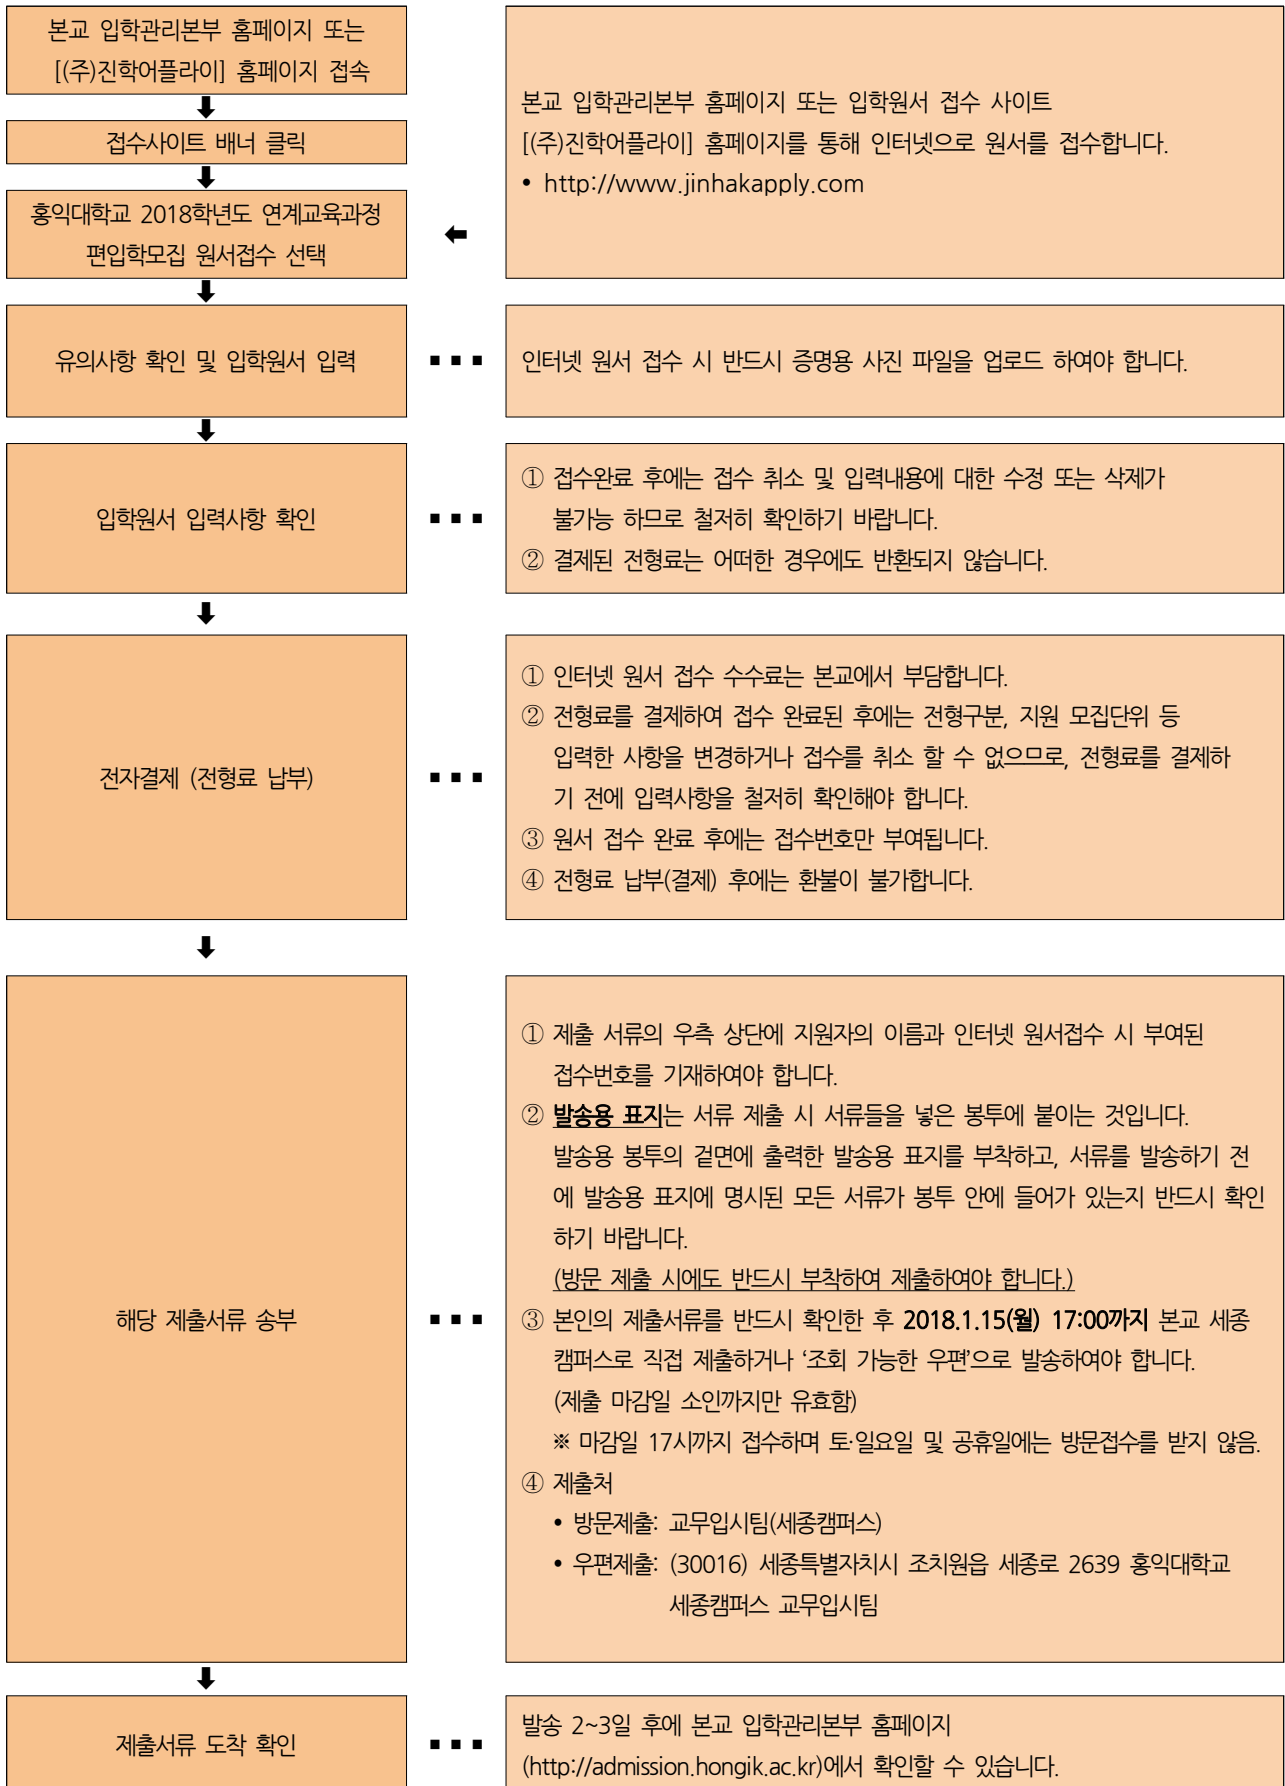 본교 입학관리본부 홈페이지 또는
[(주)진학어플라이] 홈페이지 접속
접수사이트 배너 클릭
홍익대학교 2018학년도 연계교육과정
편입학모집 원서접수 선택
본교 입학관리본부 홈페이지 또는 입학원서 접수 사이트
[(주)진학어플라이] 홈페이지를 통해 인터넷으로 원서를 접수합니다.
• http://www.jinhakapply.com
유의사항 확인 및 입학원서 입력
인터넷 원서 접수 시 반드시 증명용 사진 파일을 업로드 하여야 합니다.
입학원서 입력사항 확인
① 접수완료 후에는 접수 취소 및 입력내용에 대한 수정 또는 삭제가
불가능 하므로 철저히 확인하기 바랍니다.
② 결제된 전형료는 어떠한 경우에도 반환되지 않습니다.
전자결제 (전형료 납부)
① 인터넷 원서 접수 수수료는 본교에서 부담합니다.
② 전형료를 결제하여 접수 완료된 후에는 전형구분, 지원 모집단위 등
입력한 사항을 변경하거나 접수를 취소 할 수 없으므로, 전형료를 결제하
기 전에 입력사항을 철저히 확인해야 합니다.
③ 원서 접수 완료 후에는 접수번호만 부여됩니다.
④ 전형료 납부(결제) 후에는 환불이 불가합니다.
해당 제출서류 송부
① 제출 서류의 우측 상단에 지원자의 이름과 인터넷 원서접수 시 부여된
접수번호를 기재하여야 합니다.
② 발송용 표지는 서류 제출 시 서류들을 넣은 봉투에 붙이는 것입니다.
발송용 봉투의 겉면에 출력한 발송용 표지를 부착하고, 서류를 발송하기 전
에 발송용 표지에 명시된 모든 서류가 봉투 안에 들어가 있는지 반드시 확인
하기 바랍니다.
(방문 제출 시에도 반드시 부착하여 제출하여야 합니다.)
③ 본인의 제출서류를 반드시 확인한 후 2018.1.15(월) 17:00까지 본교 세종
캠퍼스로 직접 제출하거나 ‘조회 가능한 우편’으로 발송하여야 합니다.
(제출 마감일 소인까지만 유효함)
※ 마감일 17시까지 접수하며 토·일요일 및 공휴일에는 방문접수를 받지 않음.
④ 제출처
• 방문제출: 교무입시팀(세종캠퍼스)
• 우편제출: (30016) 세종특별자치시 조치원읍 세종로 2639 홍익대학교
세종캠퍼스 교무입시팀
제출서류 도착 확인
발송 2~3일 후에 본교 입학관리본부 홈페이지
(http://admission.hongik.ac.kr)에서 확인할 수 있습니다.